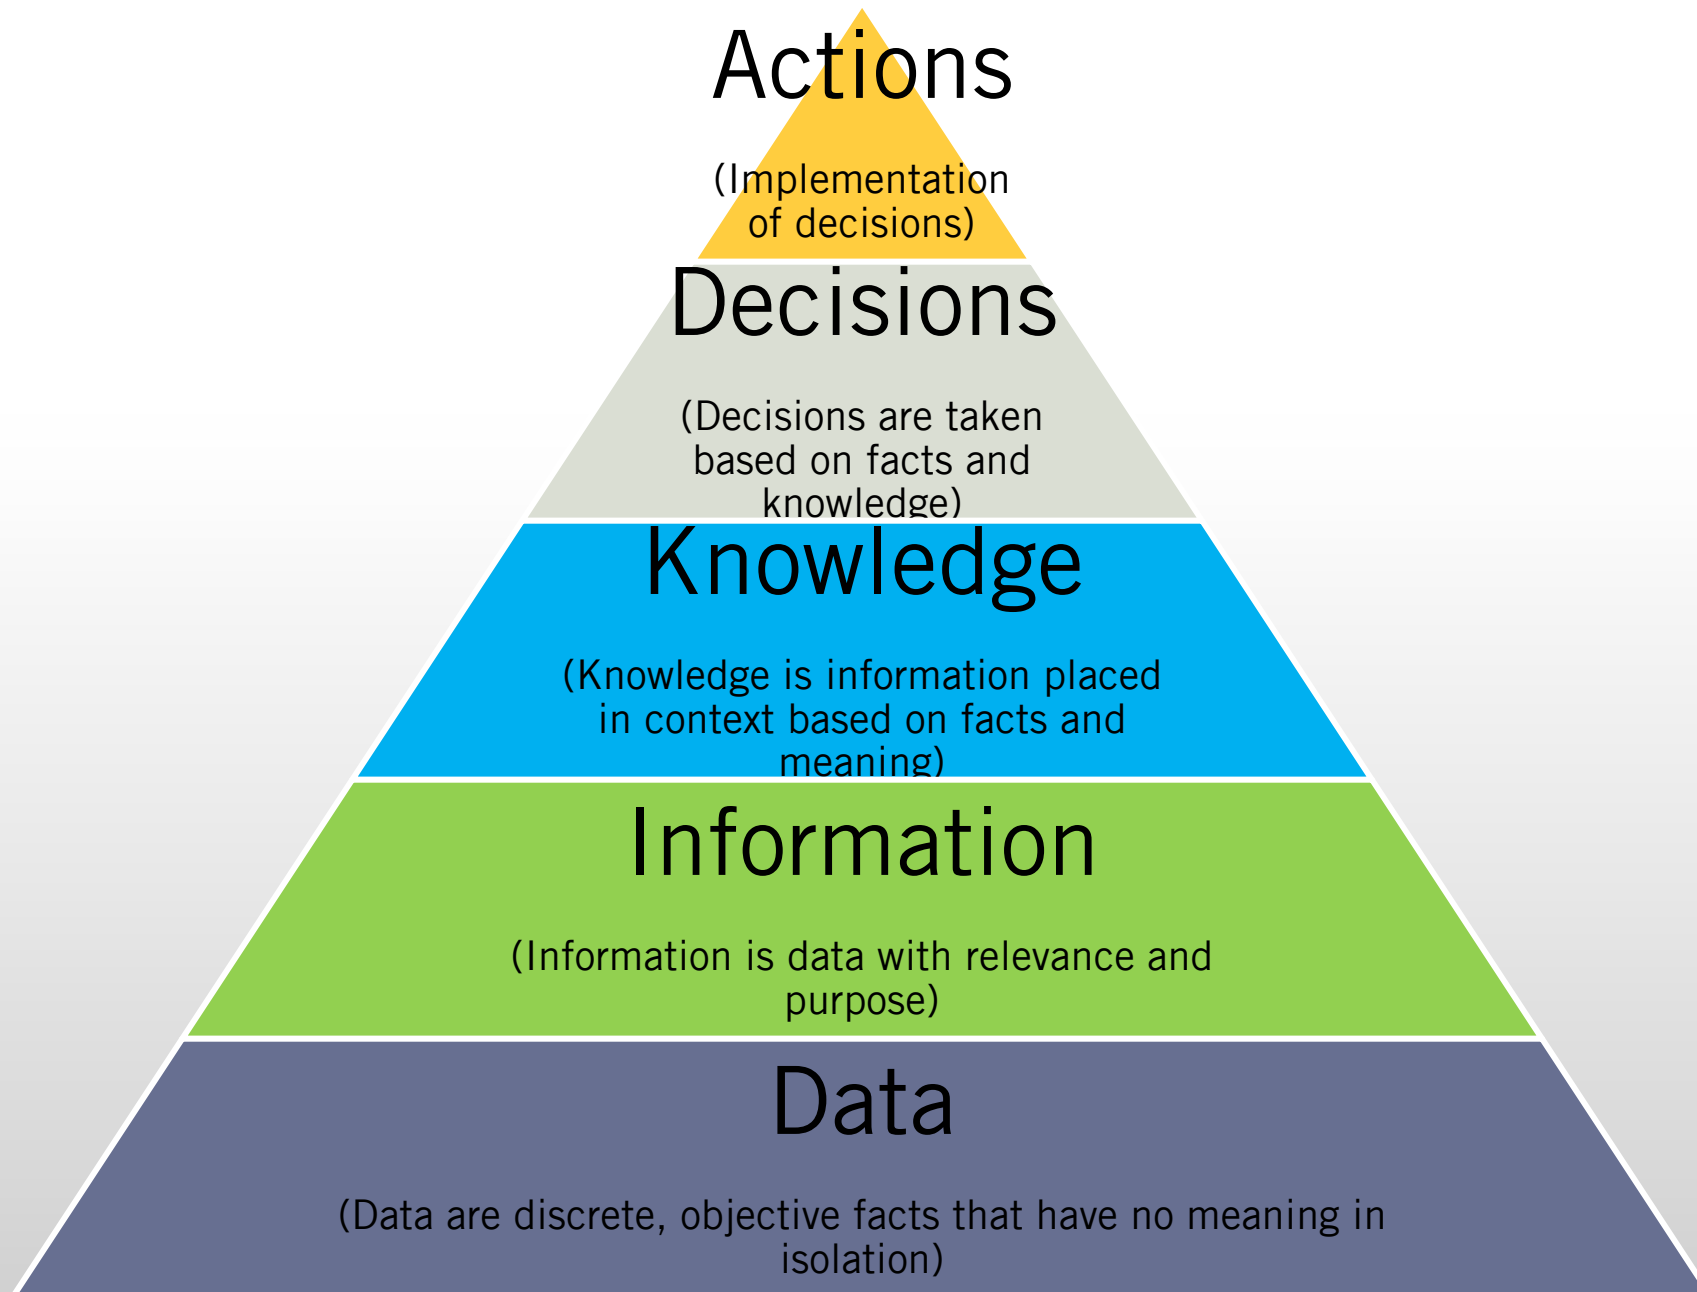 Actions
(Implementation
of decisions)
Decisions
(Decisions are taken
based on facts and
knowledge)
Knowledge
(Knowledge is information placed
in context based on facts and
meaning)
Information
(Information is data with relevance and
purpose)
Data
(Data are discrete, objective facts that have no meaning in
isolation)